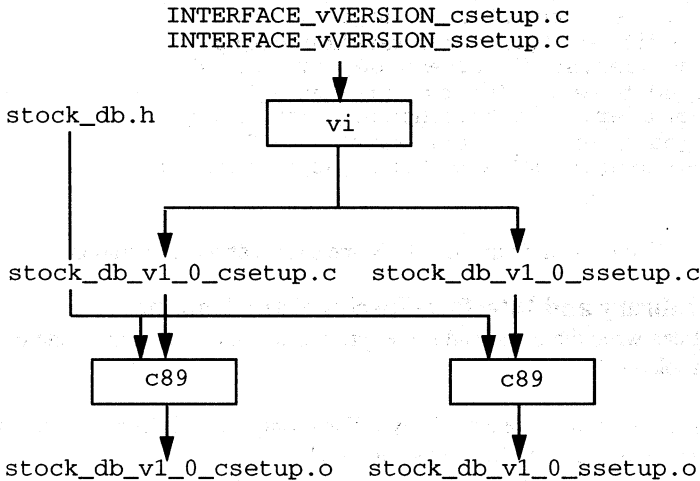 INTERFACE_vVERSION_csetup.c
INTERFACE_vVERSION_ssetup.c
stock_db.h
vi
stock_db_v1_0_csetup.c
stock_db_v1_0_ssetup.c
c89
c89
stock_db_v1_0_csetup.o
stock_db_v1_0_ssetup.o